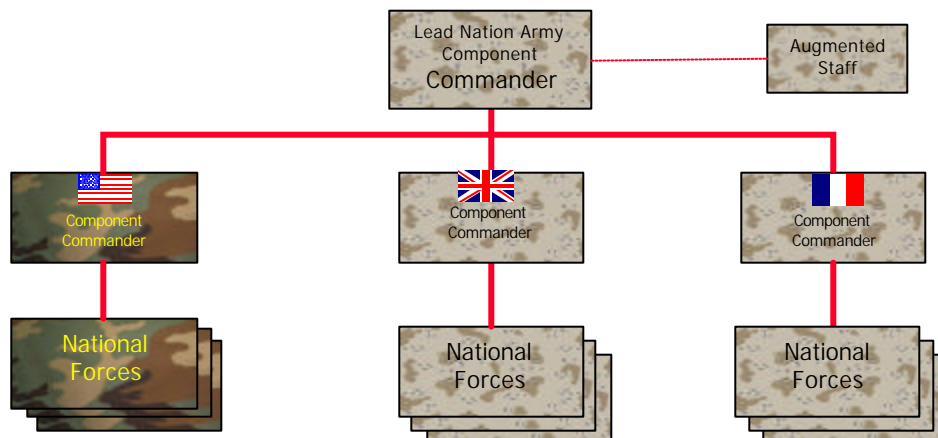 Lead Nation Army
Component
Commander
Augmented
Staff
Component
Commander
Component
Commander
Component
Commander
National
Forces
National
Forces
National
Forces